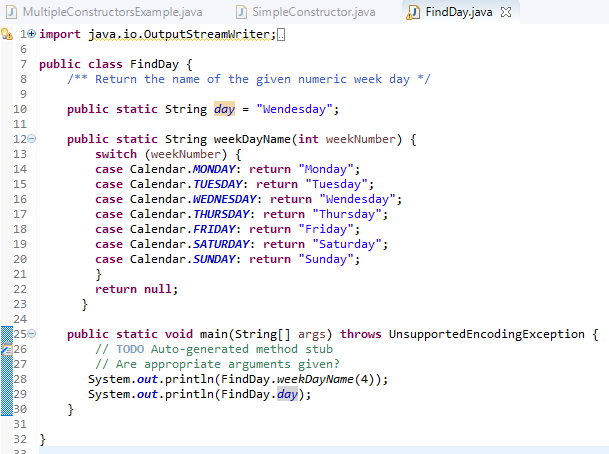 MultipleConstructorsExample.java SimpleConstructor.java FindDay.java
1 import java.io.OutputStreamWriter;
6
7 public class FindDay {
8 /** Return the name of the given numeric week day */
9
10 public static String day = "Wendesday";
11
12 public static String weekDayName(int weekNumber) {
13 switch (weekNumber) {
14 case Calendar.MONDAY: return "Monday";
15 case Calendar.TUESDAY: return "Tuesday";
16 case Calendar.WEDNESDAY: return "Wendesday";
17 case Calendar.THURSDAY: return "Thursday";
18 case Calendar.FRIDAY: return "Friday";
19 case Calendar.SATURDAY: return "Saturday";
20 case Calendar.SUNDAY: return "Sunday";
21 }
22 return null;
23 }
24
25 public static void main(String[] args) throws UnsupportedEncodingException {
26 // TODO Auto-generated method stub
27 // Are appropriate arguments given?
28 System.out.println(FindDay.weekDayName(4));
29 System.out.println(FindDay.day);
30 }
31
32 }
33